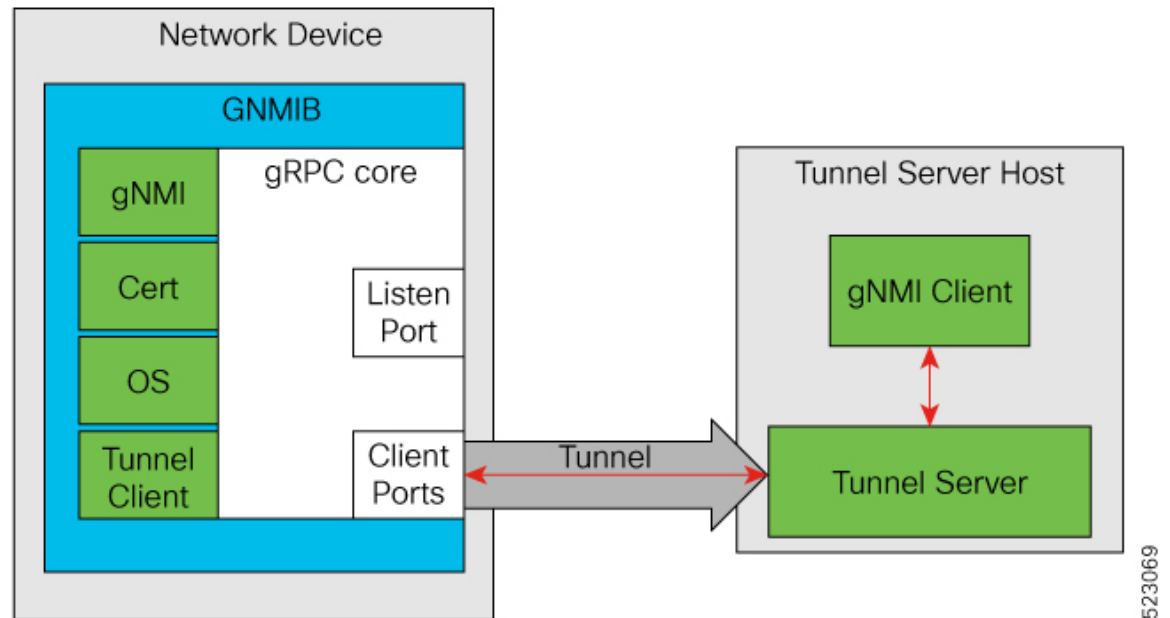 Network Device
GNMIB
gNMI
gRPC core
Cert
OS
Tunnel
Client
Listen
Port
Client
Ports
Tunnel
Tunnel Server Host
gNMI Client
Tunnel Server
523069